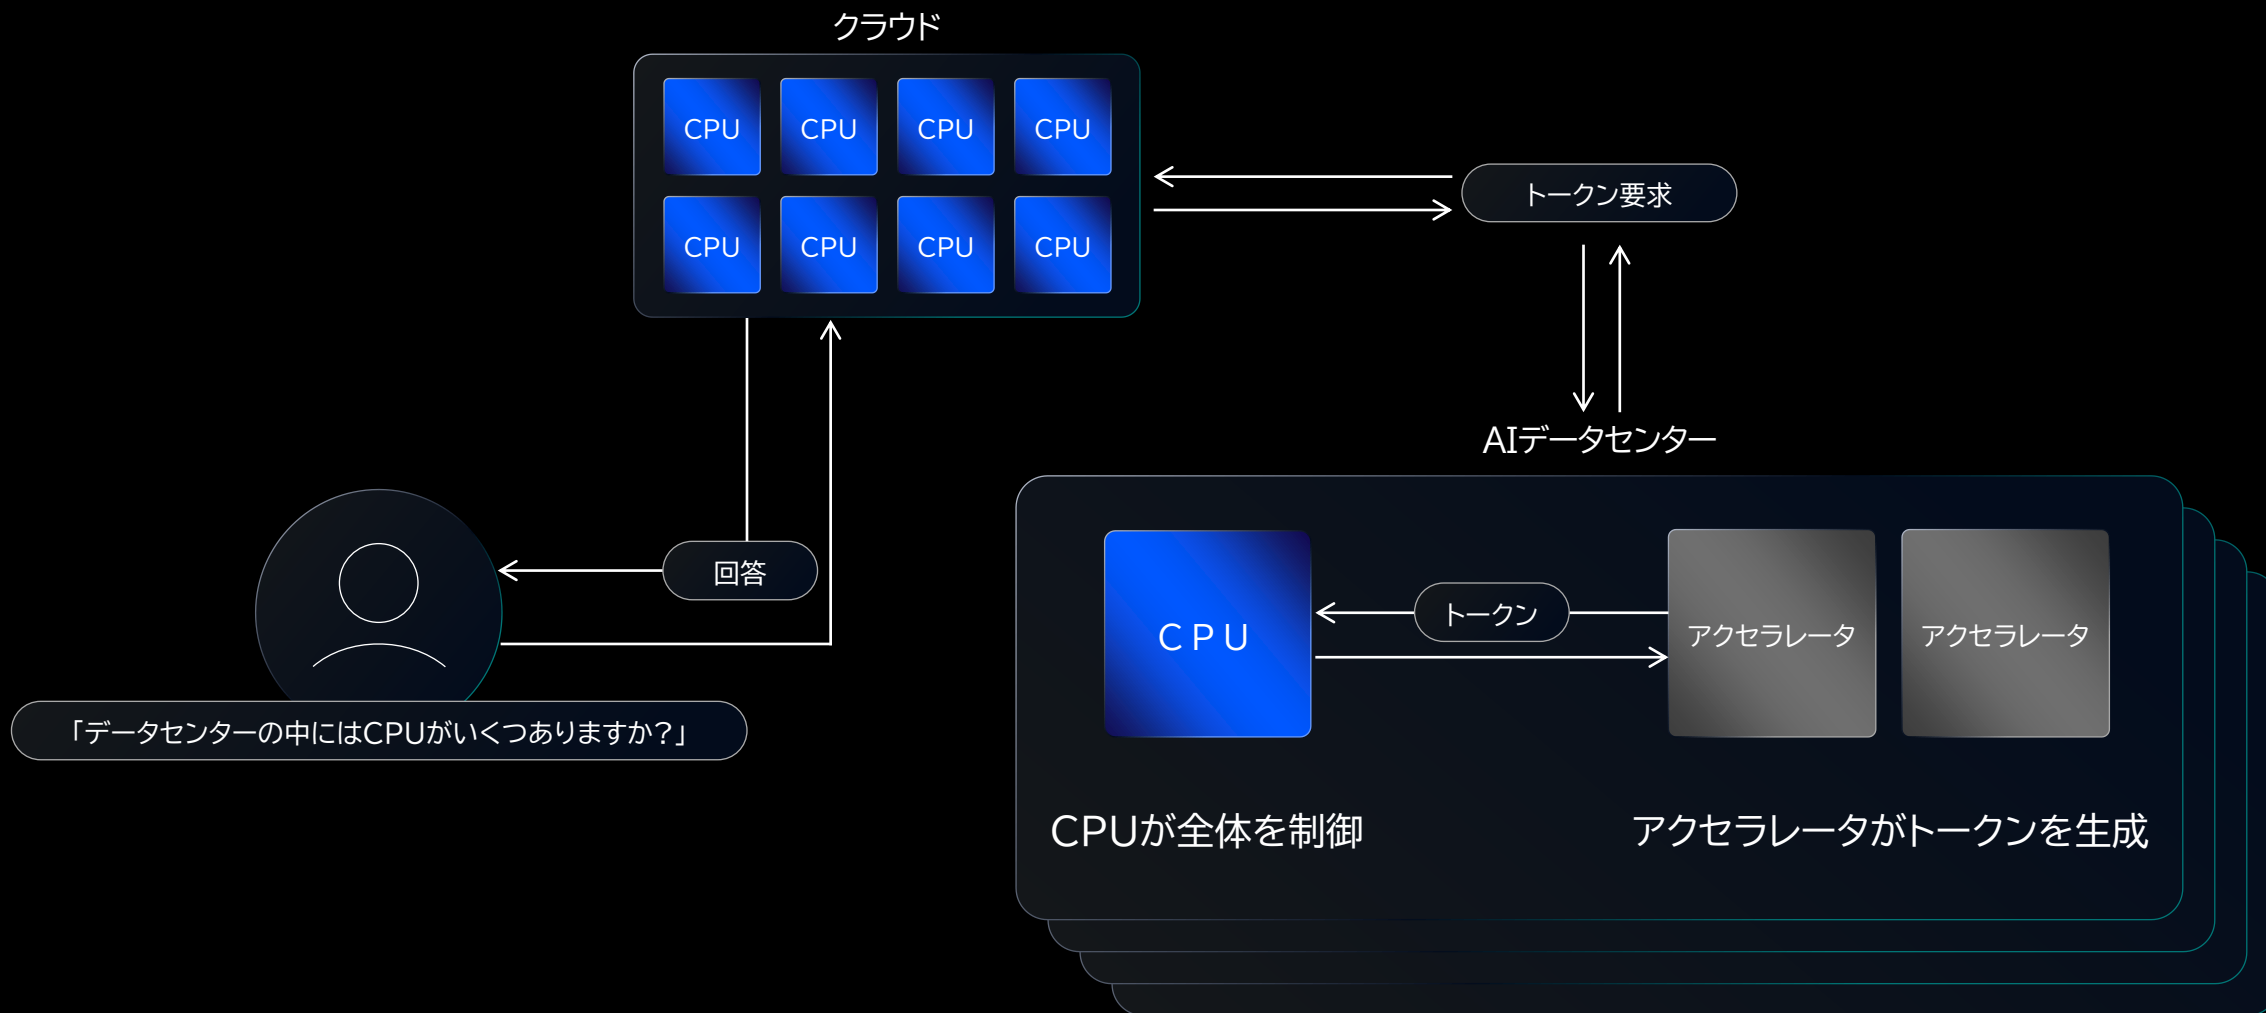 クラウド
CPU CPU CPU CPU
CPU CPU CPU CPU
トークン要求
AIデータセンター
回答
「データセンターの中にはCPUがいくつありますか？」
CPU
トークン
アクセラレータ アクセラレータ
CPUが全体を制御
アクセラレータがトークンを生成